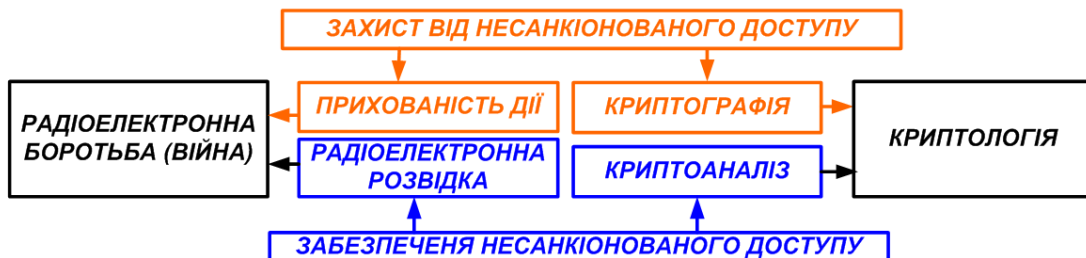 ЗАХИСТ ВІД НЕСАНКІОНОВАНОГО ДОСТУПУ
РАДІОЕЛЕКТРОННА
БОРОТЬБА (ВІЙНА)
ПРИХОВАНІСТЬ ДІЇ
РАДІОЕЛЕКТРОННА
РОЗВІДКА
КРИПТОГРАФІЯ
КРИПТОАНАЛІЗ
КРИПТОЛОГІЯ
ЗАБЕЗПЕЧЕНЯ НЕСАНКІОНОВАНОГО ДОСТУПУ